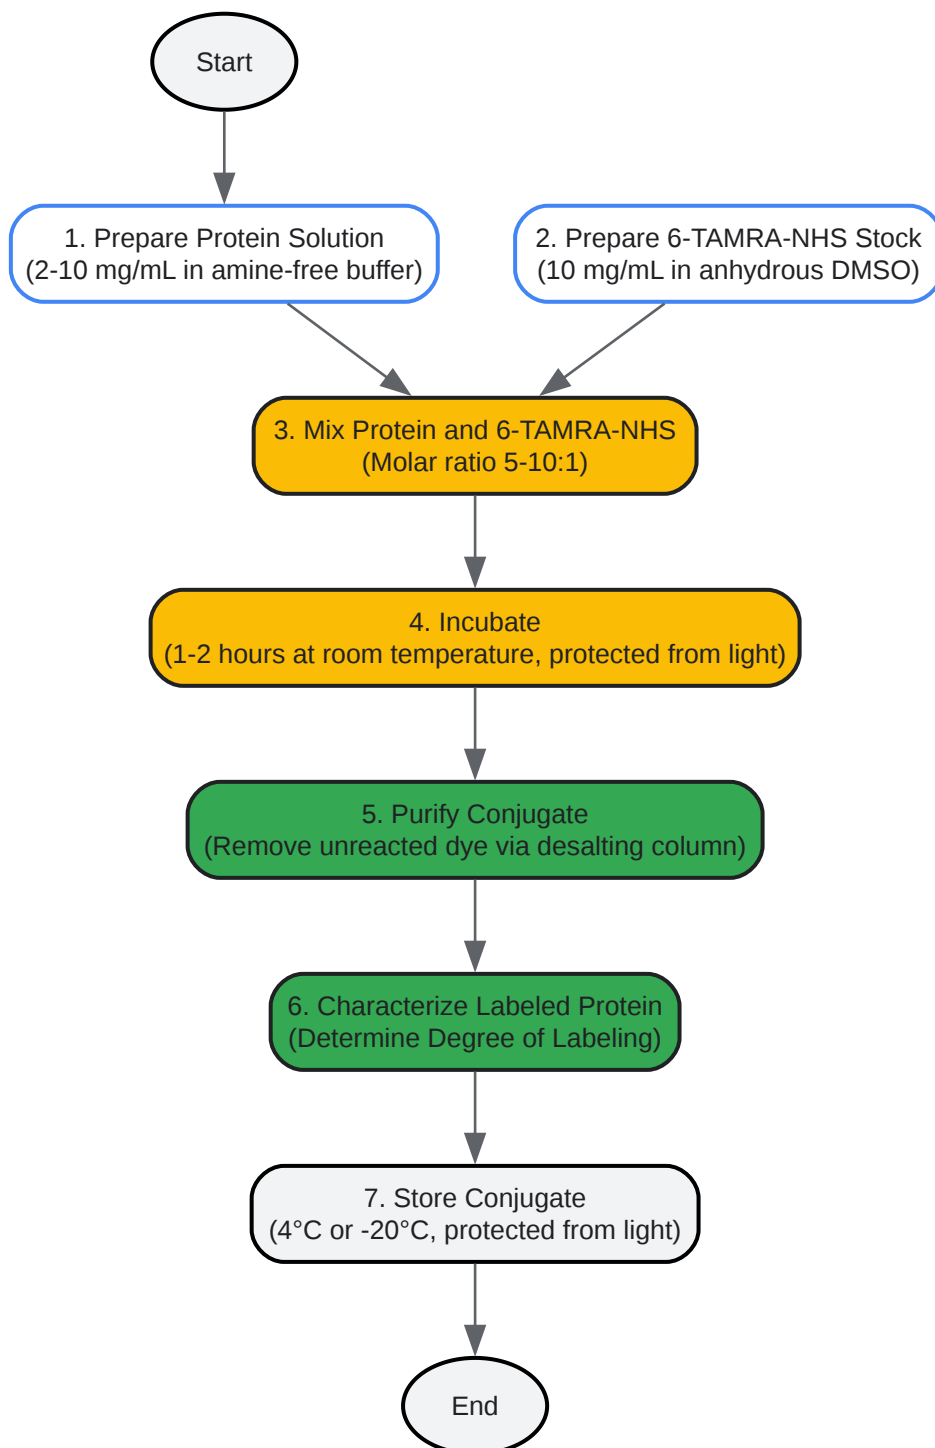 Start
1. Prepare Protein Solution
(2-10 mg/mL in amine-free buffer)
2. Prepare 6-TAMRA-NHS Stock
(10 mg/mL in anhydrous DMSO)
3. Mix Protein and 6-TAMRA-NHS
(Molar ratio 5-10:1)
4. Incubate
(1-2 hours at room temperature, protected from light)
5. Purify Conjugate
(Remove unreacted dye via desalting column)
6. Characterize Labeled Protein
(Determine Degree of Labeling)
7. Store Conjugate
(4°C or -20°C, protected from light)
End